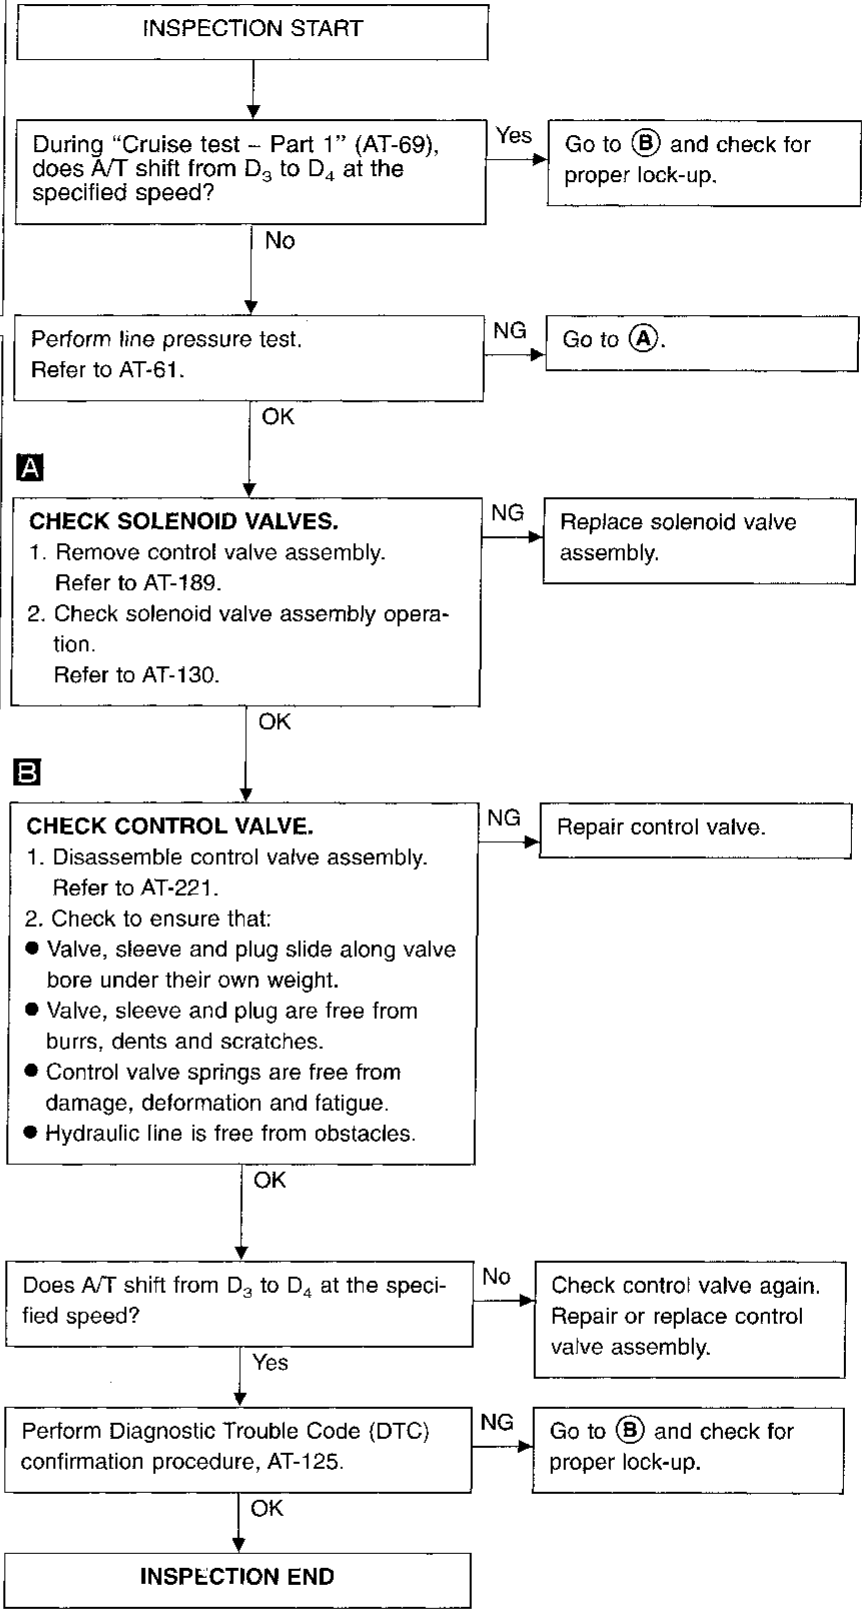 INSPECTION START
During “Cruise test – Part 1” (AT-69),
does A/T shift from D3 to D4 at the
specified speed?
Yes
Go to Ⓑ and check for
proper lock-up.
No
Perform line pressure test.
Refer to AT-61.
NG
Go to Ⓐ.
OK
A
CHECK SOLENOID VALVES.
1. Remove control valve assembly.
Refer to AT-189.
2. Check solenoid valve assembly opera-
tion.
Refer to AT-130.
NG
Replace solenoid valve
assembly.
OK
B
CHECK CONTROL VALVE.
1. Disassemble control valve assembly.
Refer to AT-221.
2. Check to ensure that:
● Valve, sleeve and plug slide along valve
bore under their own weight.
● Valve, sleeve and plug are free from
burrs, dents and scratches.
● Control valve springs are free from
damage, deformation and fatigue.
● Hydraulic line is free from obstacles.
NG
Repair control valve.
OK
Does A/T shift from D3 to D4 at the speci-
fied speed?
No
Check control valve again.
Repair or replace control
valve assembly.
Yes
Perform Diagnostic Trouble Code (DTC)
confirmation procedure, AT-125.
NG
Go to Ⓑ and check for
proper lock-up.
OK
INSPECTION END